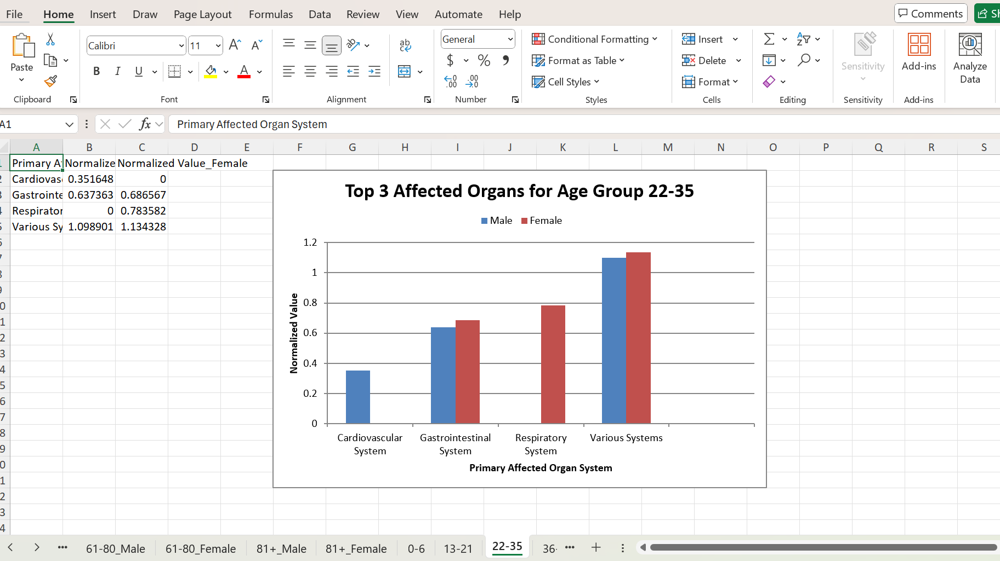 File Home Insert Draw Page Layout Formulas Data Review View Automate Help Comments
Paste
Clipboard
Calibri 11
B I U A
Font
ab
Alignment
General
$ %
Number
Conditional Formatting
Format as Table
Cell Styles
Styles
Insert
Delete
Format
Cells
Editing
Sensitivity
Sensitivity
Add-ins
Add-ins
Analyze
Data
A1 fx Primary Affected Organ System
A B C D E F G H I J K L M N O P Q R S
Primary A Normalize Normalized Value_Female
Cardiovas 0.351648 0
Gastrointe 0.637363 0.686567
Respirator 0 0.783582
Various Sy 1.098901 1.134328
Top 3 Affected Organs for Age Group 22-35
Male Female
1.2
1
0.8
0.6
0.4
0.2
0
Normalized Value
Cardiovascular System
Gastrointestinal System
Respiratory System
Various Systems
Primary Affected Organ System
61-80_Male 61-80_Female 81+_Male 81+_Female 0-6 13-21 22-35 36-